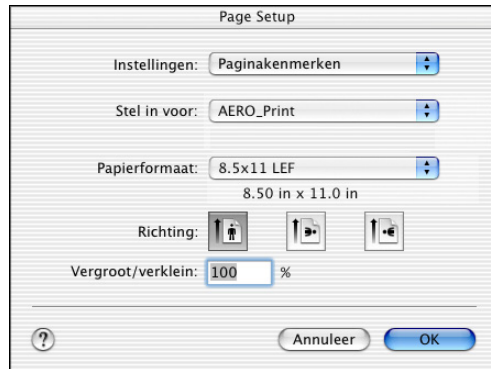 Page Setup
Instellingen: Paginakenmerken
Stel in voor: AERO_Print
Papierformaat: 8.5x11 LEF
8.50 in x 11.0 in
Richting:
Vergroot/verklein: 100 %
? Annuleer OK